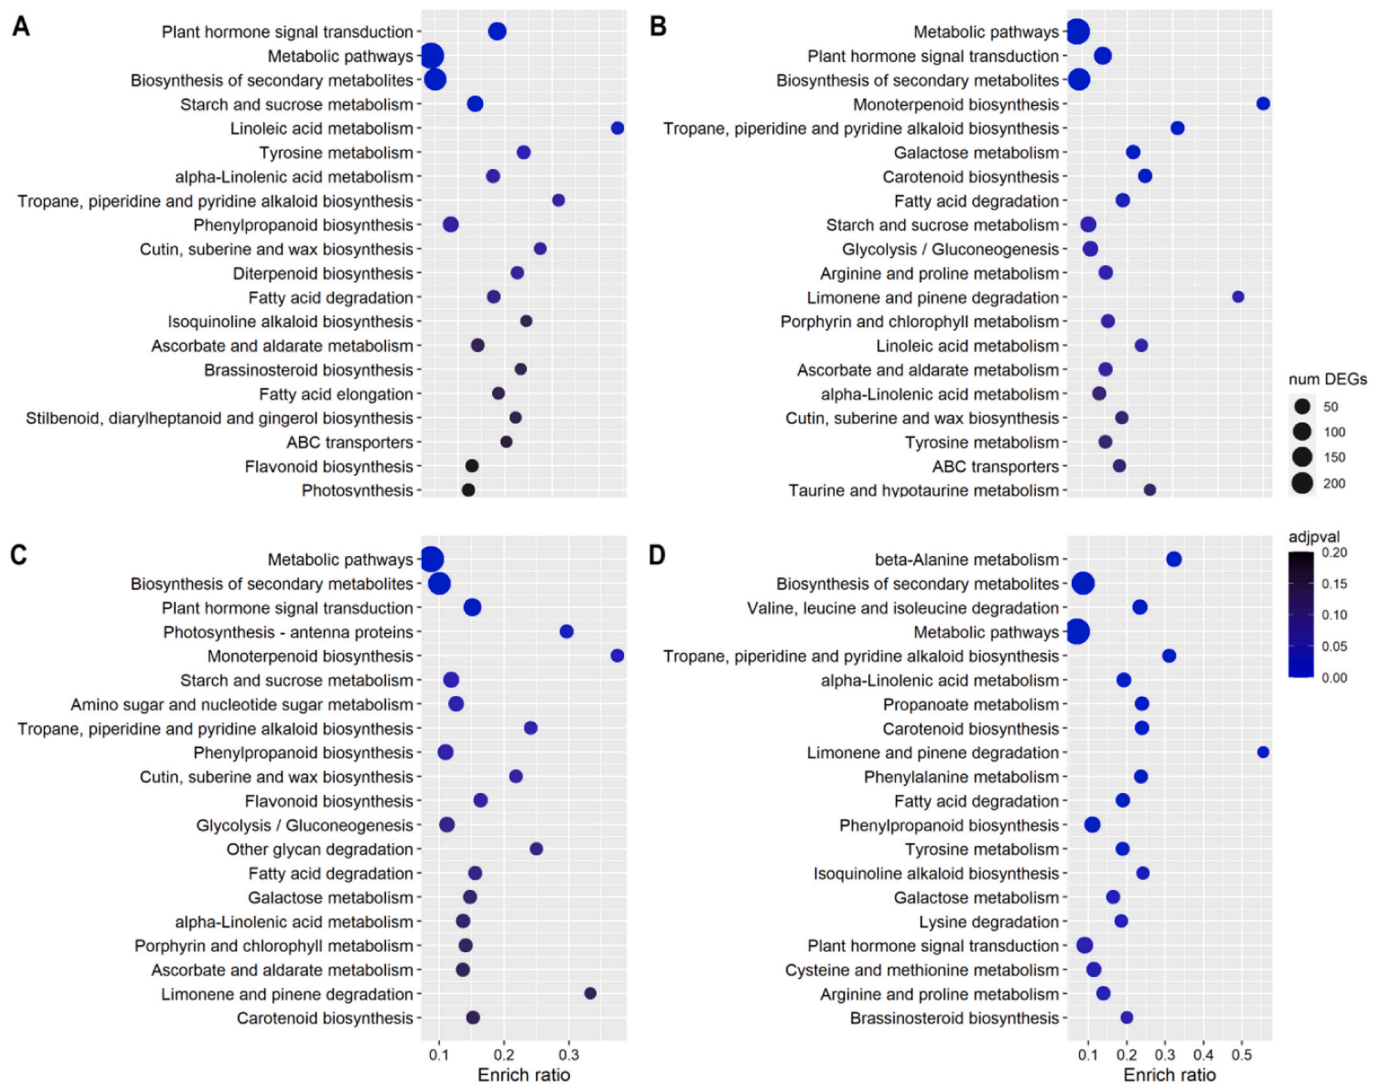 A
Plant hormone signal transduction
Metabolic pathways
Biosynthesis of secondary metabolites
Starch and sucrose metabolism
Linoleic acid metabolism
Tyrosine metabolism
alpha-Linolenic acid metabolism
Tropane, piperidine and pyridine alkaloid biosynthesis
Phenylpropanoid biosynthesis
Cutin, suberine and wax biosynthesis
Diterpenoid biosynthesis
Fatty acid degradation
Isoquinoline alkaloid biosynthesis
Ascorbate and aldarate metabolism
Brassinosteroid biosynthesis
Fatty acid elongation
Stilbenoid, diarylheptanoid and gingerol biosynthesis
ABC transporters
Flavonoid biosynthesis
Photosynthesis
B
Metabolic pathways
Plant hormone signal transduction
Biosynthesis of secondary metabolites
Monoterpenoid biosynthesis
Tropane, piperidine and pyridine alkaloid biosynthesis
Galactose metabolism
Carotenoid biosynthesis
Fatty acid degradation
Starch and sucrose metabolism
Glycolysis / Gluconeogenesis
Arginine and proline metabolism
Limonene and pinene degradation
Porphyrin and chlorophyll metabolism
Linoleic acid metabolism
Ascorbate and aldarate metabolism
alpha-Linolenic acid metabolism
Cutin, suberine and wax biosynthesis
Tyrosine metabolism
ABC transporters
Taurine and hypotaurine metabolism
num DEGs
50
100
150
200
adjpval
0.20
0.15
0.10
0.05
0.00
C
Metabolic pathways
Biosynthesis of secondary metabolites
Plant hormone signal transduction
Photosynthesis - antenna proteins
Monoterpenoid biosynthesis
Starch and sucrose metabolism
Amino sugar and nucleotide sugar metabolism
Tropane, piperidine and pyridine alkaloid biosynthesis
Phenylpropanoid biosynthesis
Cutin, suberine and wax biosynthesis
Flavonoid biosynthesis
Glycolysis / Gluconeogenesis
Other glycan degradation
Fatty acid degradation
Galactose metabolism
alpha-Linolenic acid metabolism
Porphyrin and chlorophyll metabolism
Ascorbate and aldarate metabolism
Limonene and pinene degradation
Carotenoid biosynthesis
0.1 0.2 0.3
Enrich ratio
D
beta-Alanine metabolism
Biosynthesis of secondary metabolites
Valine, leucine and isoleucine degradation
Metabolic pathways
Tropane, piperidine and pyridine alkaloid biosynthesis
alpha-Linolenic acid metabolism
Propanoate metabolism
Carotenoid biosynthesis
Limonene and pinene degradation
Phenylalanine metabolism
Fatty acid degradation
Phenylpropanoid biosynthesis
Tyrosine metabolism
Isoquinoline alkaloid biosynthesis
Galactose metabolism
Lysine degradation
Plant hormone signal transduction
Cysteine and methionine metabolism
Arginine and proline metabolism
Brassinosteroid biosynthesis
0.1 0.2 0.3 0.4 0.5
Enrich ratio